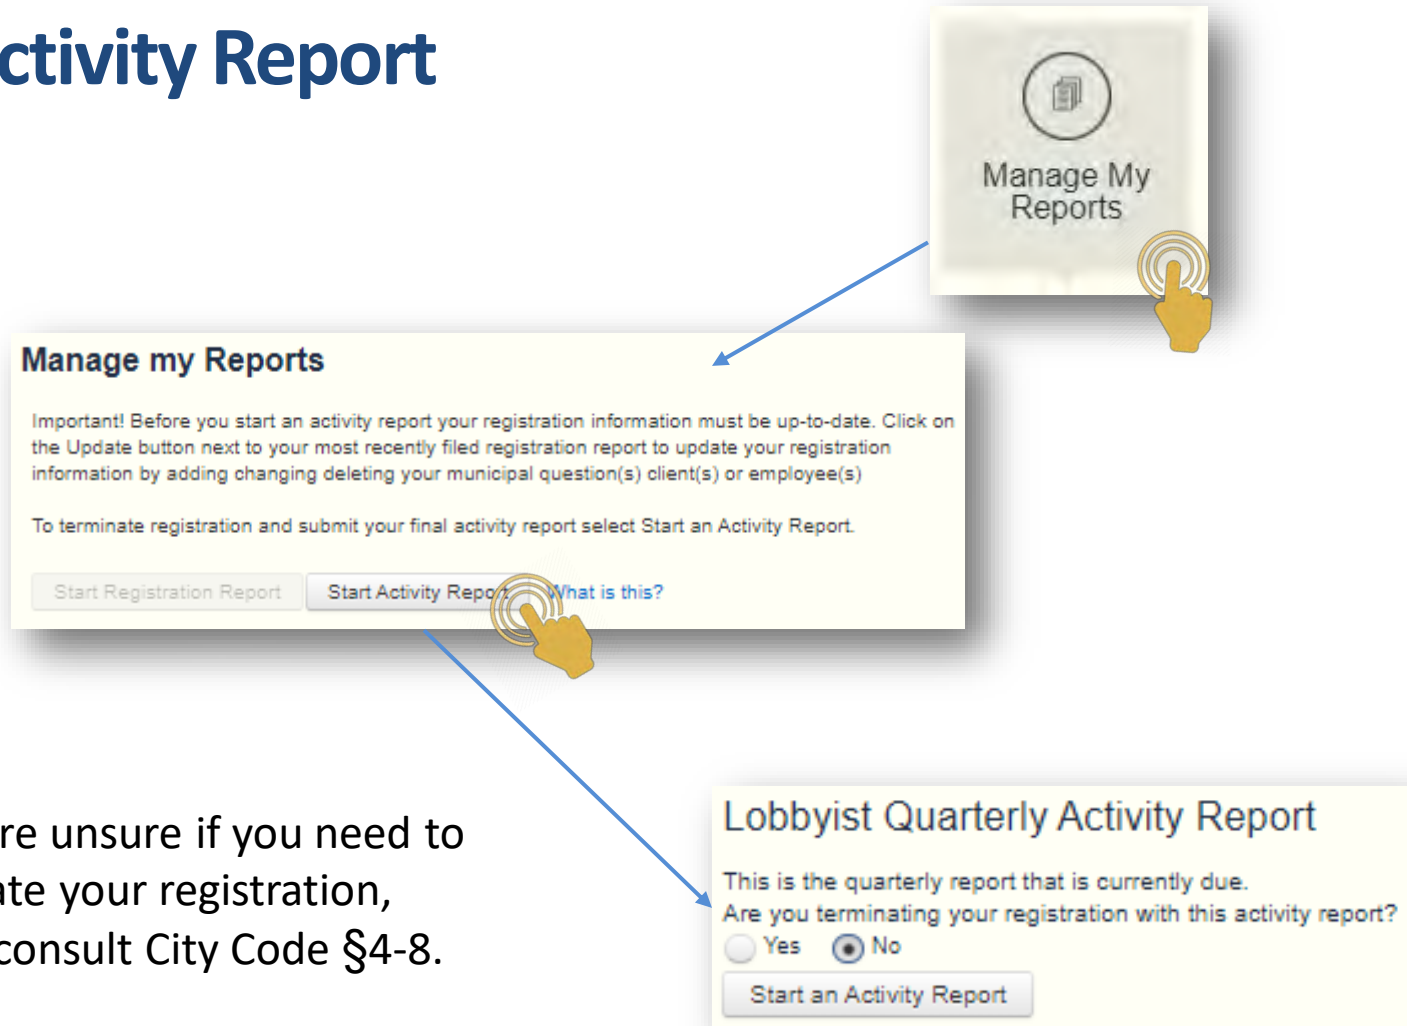 ctivity Report
Manage My
Reports
Manage my Reports
Important! Before you start an activity report your registration information must be up-to-date. Click on
the Update button next to your most recently filed registration report to update your registration
information by adding changing deleting your municipal question(s) client(s) or employee(s)
To terminate registration and submit your final activity report select Start an Activity Report.
Start Registration Report Start Activity Report What is this?
re unsure if you need to
ate your registration,
consult City Code §4-8.
Lobbyist Quarterly Activity Report
This is the quarterly report that is currently due.
Are you terminating your registration with this activity report?
Yes No
Start an Activity Report